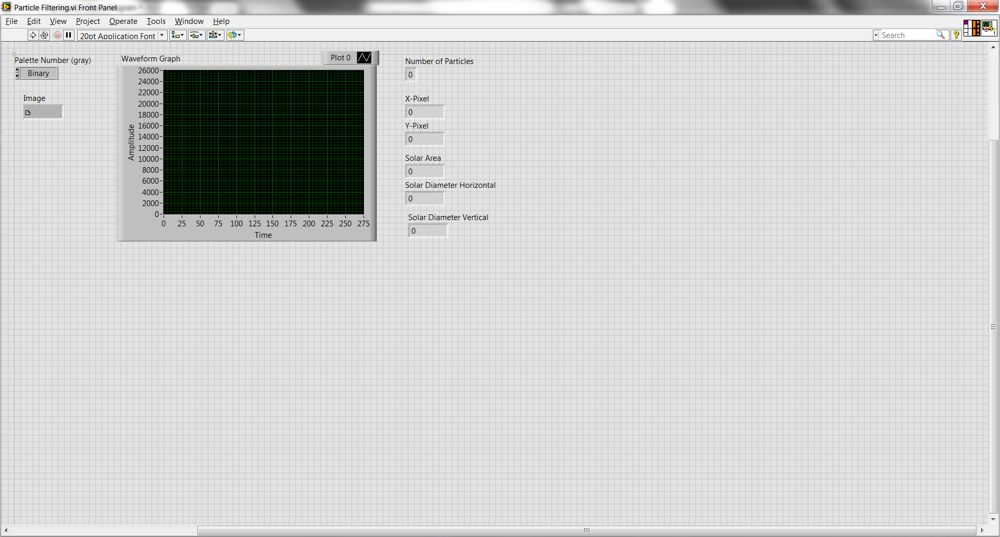 Particle Filtering.vi Front Panel
File Edit View Project Operate Tools Window Help
20pt Application Font
Search
?
1
Palette Number (gray)
Binary
Image
Waveform Graph
Plot 0
Amplitude
26000
24000
22000
20000
18000
16000
14000
12000
10000
8000
6000
4000
2000
0
0 25 50 75 100 125 150 175 200 225 250 275
Time
Number of Particles
0
X-Pixel
0
Y-Pixel
0
Solar Area
0
Solar Diameter Horizontal
0
Solar Diameter Vertical
0